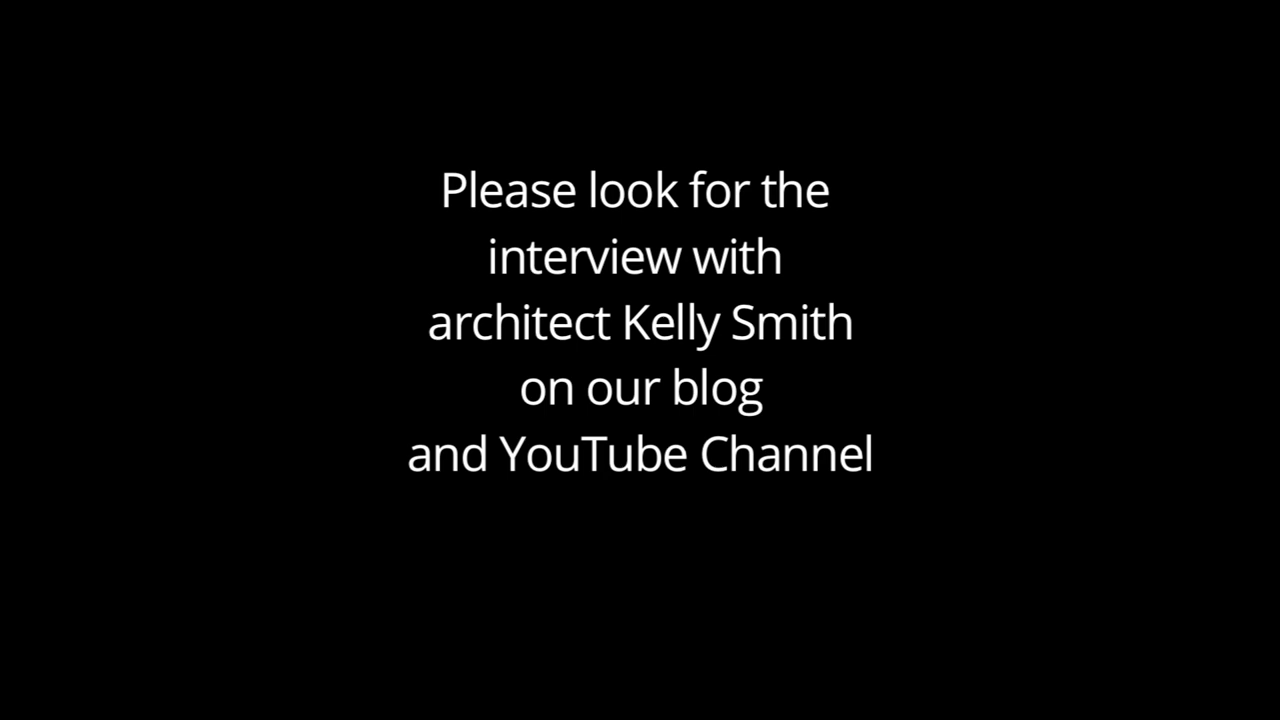 Please look for the
interview with
architect Kelly Smith
on our blog
and YouTube Channel